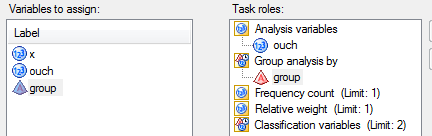 Variables to assign:
Label
x
ouch
group
Task roles:
Analysis variables
ouch
Group analysis by
group
Frequency count (Limit: 1)
Relative weight (Limit: 1)
Classification variables (Limit: 2)